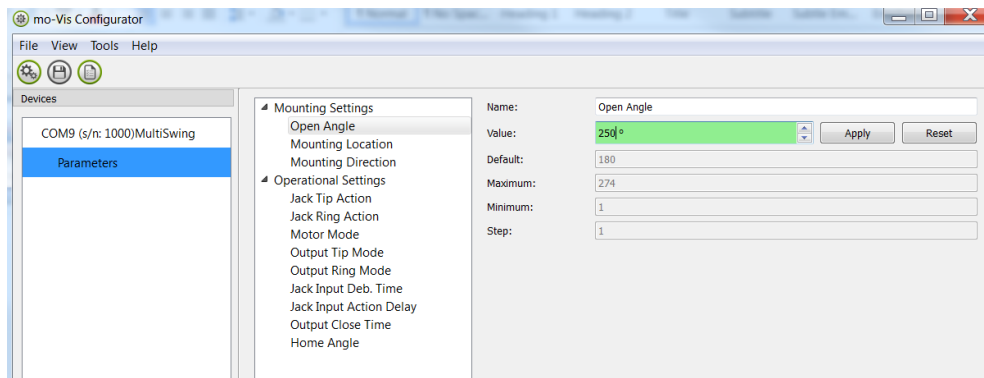 mo-Vis Configurator
File View Tools Help
Devices
COM9 (s/n: 1000)MultiSwing
Parameters
Mounting Settings
Open Angle
Mounting Location
Mounting Direction
Operational Settings
Jack Tip Action
Jack Ring Action
Motor Mode
Output Tip Mode
Output Ring Mode
Jack Input Deb. Time
Jack Input Action Delay
Output Close Time
Home Angle
Name: Open Angle
Value: 250 ° Apply Reset
Default: 180
Maximum: 274
Minimum: 1
Step: 1